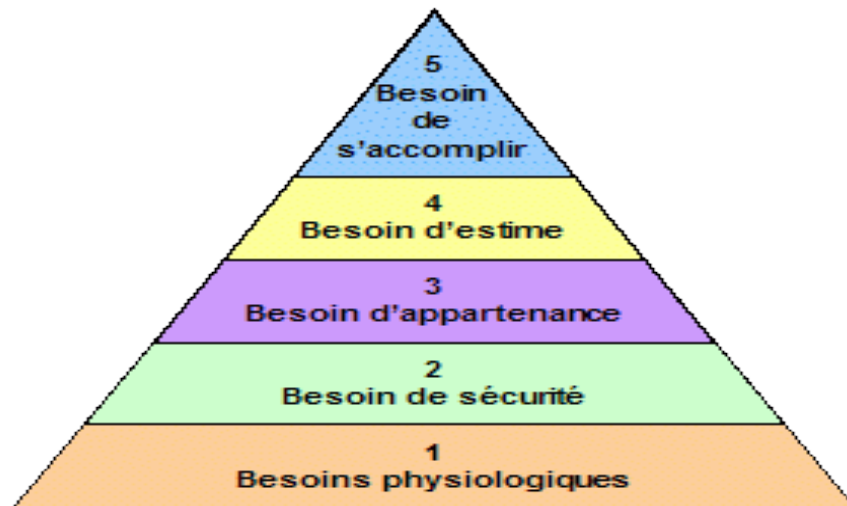 5
Besoin
de
s'accomplir
4
Besoin d'estime
3
Besoin d'appartenance
2
Besoin de sécurité
1
Besoins physiologiques